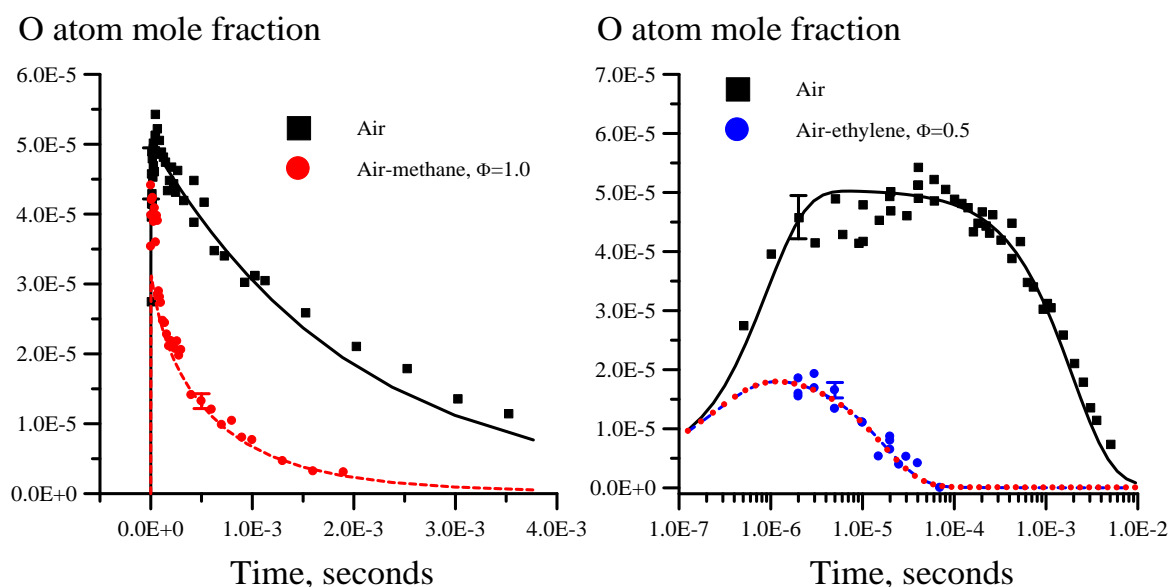 O atom mole fraction
6.0E-5
5.0E-5
4.0E-5
3.0E-5
2.0E-5
1.0E-5
0.0E+0
Air
Air-methane, Φ=1.0
0.0E+0 1.0E-3 2.0E-3 3.0E-3 4.0E-3
Time, seconds
O atom mole fraction
7.0E-5
6.0E-5
5.0E-5
4.0E-5
3.0E-5
2.0E-5
1.0E-5
0.0E+0
Air
Air-ethylene, Φ=0.5
1.0E-7 1.0E-6 1.0E-5 1.0E-4 1.0E-3 1.0E-2
Time, seconds